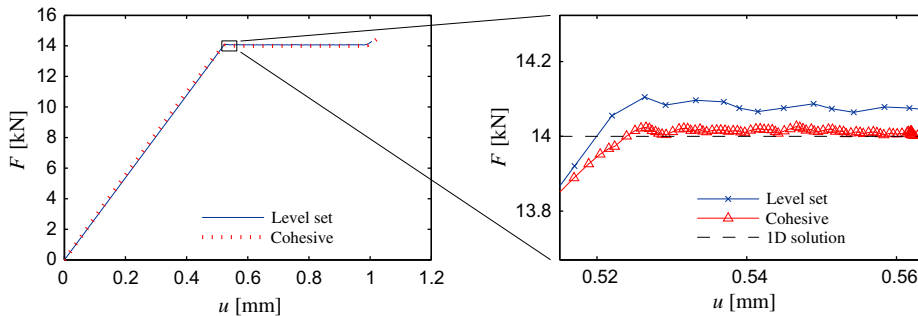 16
14
12
10
8
6
4
2
0
F [kN]
0
0.2
0.4
0.6
0.8
1
1.2
u [mm]
Level set
Cohesive
14.2
14
13.8
F [kN]
0.52
0.54
0.56
u [mm]
Level set
Cohesive
1D solution